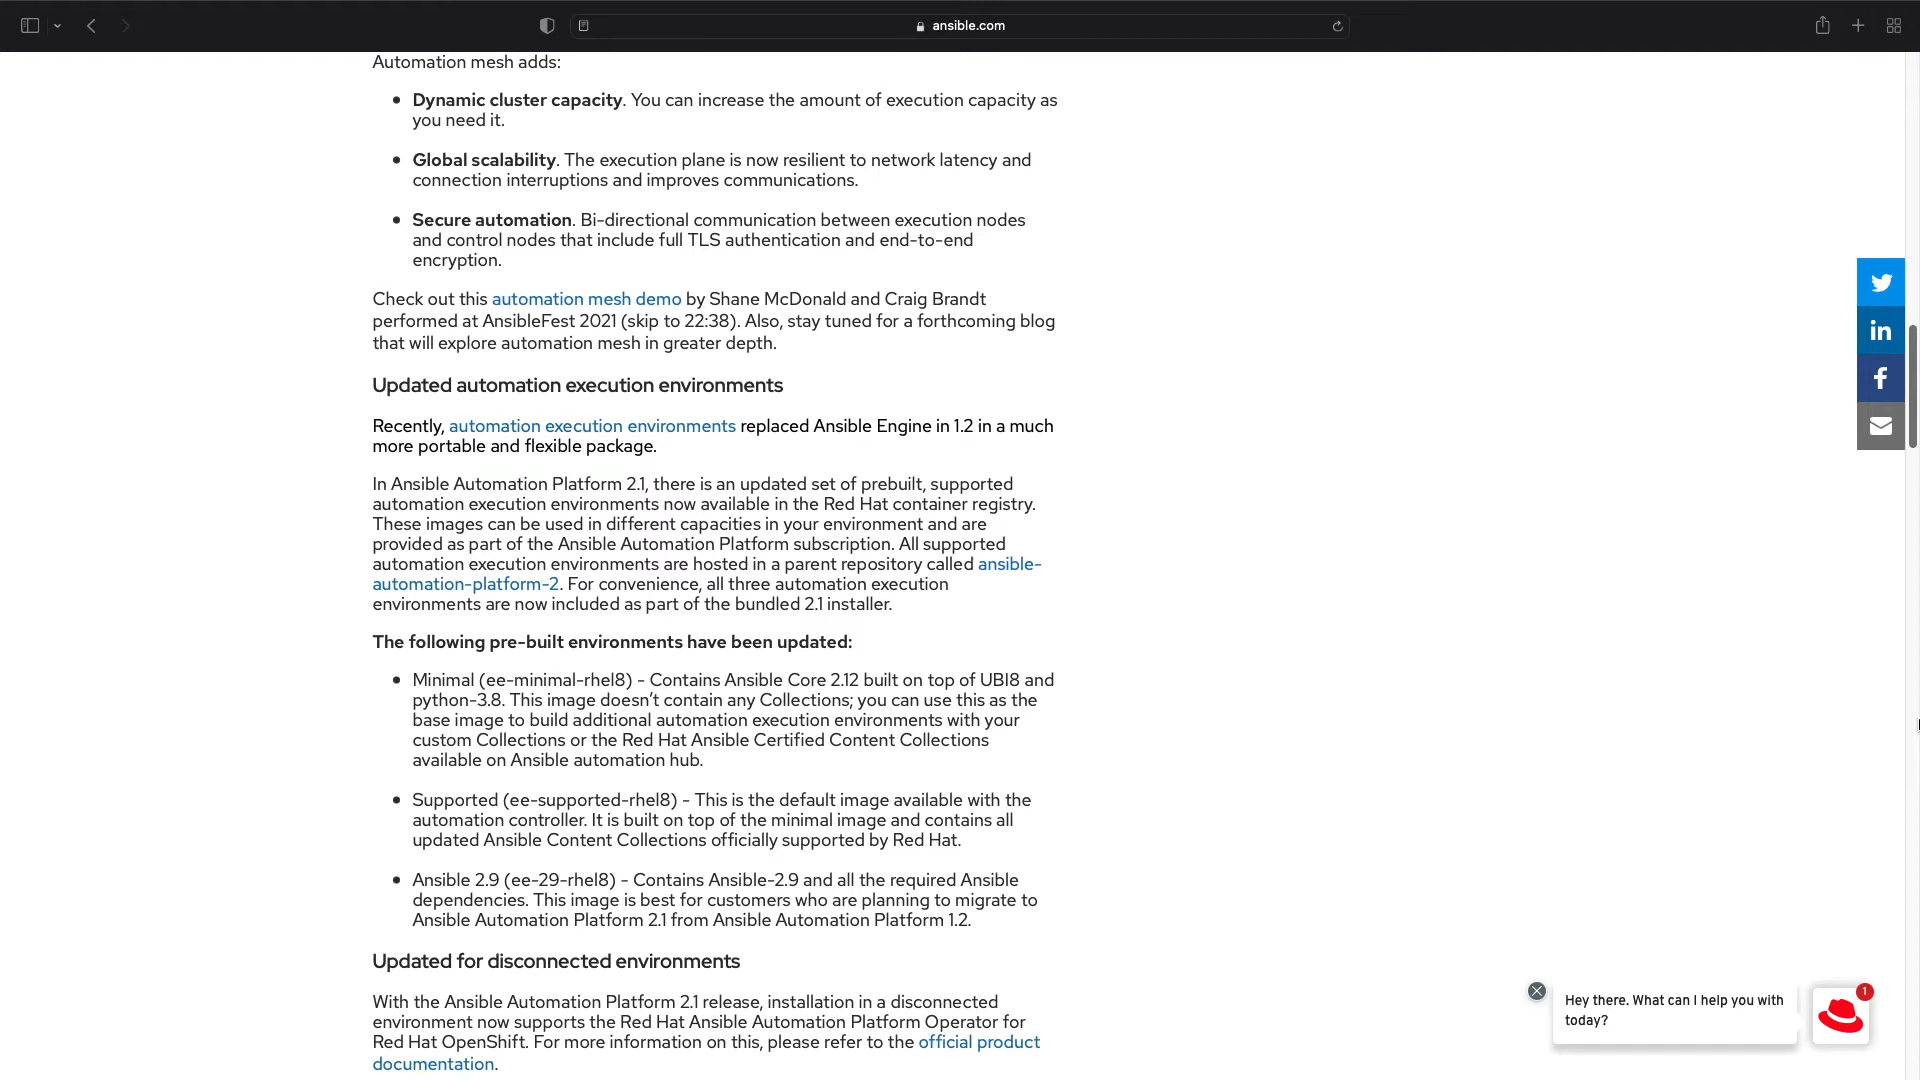 ansible.com
Automation mesh adds:
Dynamic cluster capacity. You can increase the amount of execution capacity as
you need it.
Global scalability. The execution plane is now resilient to network latency and
connection interruptions and improves communications.
Secure automation. Bi-directional communication between execution nodes
and control nodes that include full TLS authentication and end-to-end
encryption.
Check out this automation mesh demo by Shane McDonald and Craig Brandt
performed at AnsibleFest 2021 (skip to 22:38). Also, stay tuned for a forthcoming blog
that will explore automation mesh in greater depth.
Updated automation execution environments
Recently, automation execution environments replaced Ansible Engine in 1.2 in a much
more portable and flexible package.
In Ansible Automation Platform 2.1, there is an updated set of prebuilt, supported
automation execution environments now available in the Red Hat container registry.
These images can be used in different capacities in your environment and are
provided as part of the Ansible Automation Platform subscription. All supported
automation execution environments are hosted in a parent repository called ansible-
automation-platform-2. For convenience, all three automation execution
environments are now included as part of the bundled 2.1 installer.
The following pre-built environments have been updated:
Minimal (ee-minimal-rhel8) - Contains Ansible Core 2.12 built on top of UBI8 and
python-3.8. This image doesn’t contain any Collections; you can use this as the
base image to build additional automation execution environments with your
custom Collections or the Red Hat Ansible Certified Content Collections
available on Ansible automation hub.
Supported (ee-supported-rhel8) - This is the default image available with the
automation controller. It is built on top of the minimal image and contains all
updated Ansible Content Collections officially supported by Red Hat.
Ansible 2.9 (ee-29-rhel8) - Contains Ansible-2.9 and all the required Ansible
dependencies. This image is best for customers who are planning to migrate to
Ansible Automation Platform 2.1 from Ansible Automation Platform 1.2.
Updated for disconnected environments
With the Ansible Automation Platform 2.1 release, installation in a disconnected
environment now supports the Red Hat Ansible Automation Platform Operator for
Red Hat OpenShift. For more information on this, please refer to the official product
documentation.
in
f
Hey there. What can I help you with
today?
1